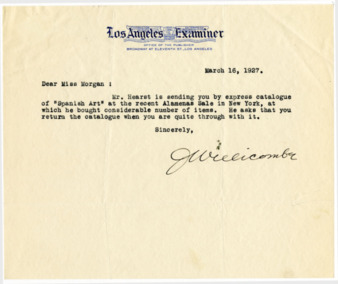 Los Angeles Examiner
OFFICE OF THE PUBLISHER
BROADWAY AT ELEVENTH ST., LOS ANGELES
March 16, 1927.
Dear Miss Morgan :
Mr. Hearst is sending you by express catalogue
of "Spanish Art" at the recent Alamenas Sale in New York, at
which he bought considerable number of items. He asks that you
return the catalogue when you are quite through with it.
Sincerely,
JWillicombe